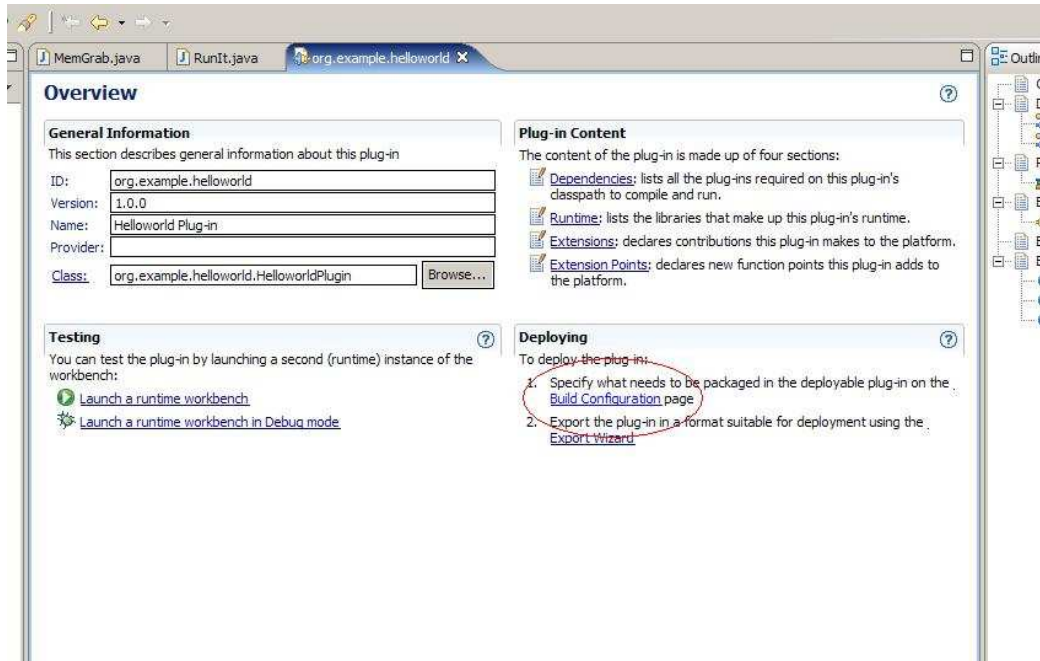 MemGrab.java RunIt.java org.example.helloworld
Overview
General Information
This section describes general information about this plug-in
ID: org.example.helloworld
Version: 1.0.0
Name: Helloworld Plug-in
Provider:
Class: org.example.helloworld.HelloworldPlugin Browse...
Plug-in Content
The content of the plug-in is made up of four sections:
Dependencies: lists all the plug-ins required on this plug-in's
classpath to compile and run.
Runtime: lists the libraries that make up this plug-in's runtime.
Extensions: declares contributions this plug-in makes to the platform.
Extension Points: declares new function points this plug-in adds to
the platform.
Testing
You can test the plug-in by launching a second (runtime) instance of the
workbench:
Launch a runtime workbench
Launch a runtime workbench in Debug mode
Deploying
To deploy the plug-in:
1. Specify what needs to be packaged in the deployable plug-in on the
Build Configuration page
2. Export the plug-in in a format suitable for deployment using the
Export Wizard